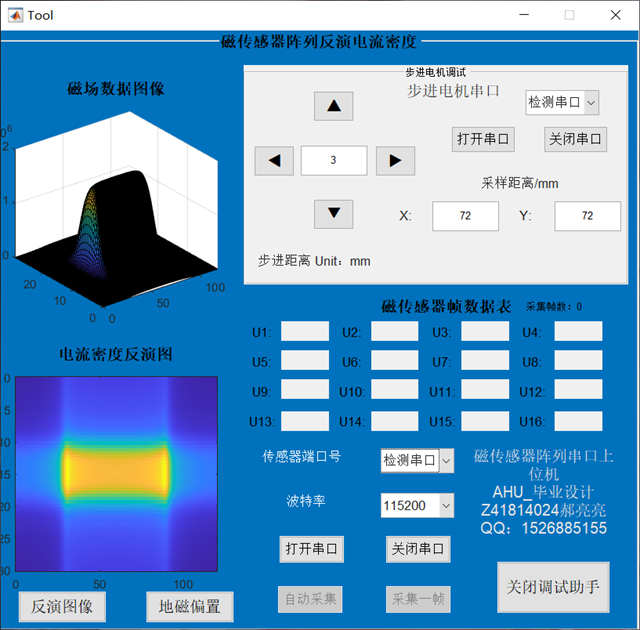 Tool
磁传感器阵列反演电流密度
磁场数据图像
步进电机调试
步进电机串口
检测串口
打开串口
关闭串口
3
采样距离/mm
X:
72
Y:
72
步进距离 Unit：mm
10⁶
2
1
0
20
10
0
0
50
100
磁传感器帧数据表
采集帧数：0
U1:
U2:
U3:
U4:
U5:
U6:
U7:
U8:
U9:
U10:
U11:
U12:
U13:
U14:
U15:
U16:
电流密度反演图
0
5
10
15
20
25
30
0
50
100
传感器端口号
检测串口
波特率
115200
打开串口
关闭串口
自动采集
采集一帧
磁传感器阵列串口上
位机
AHU_毕业设计
Z41814024郝亮亮
QQ：1526885155
关闭调试助手
反演图像
地磁偏置